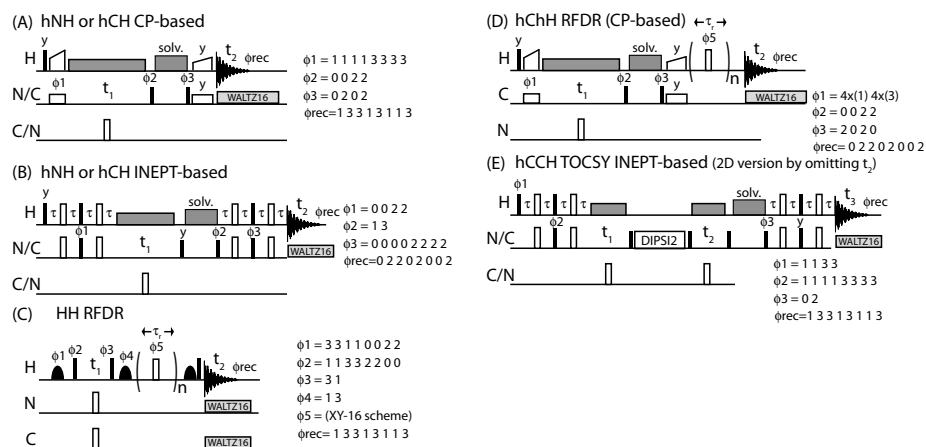 (A) hNH or hCH CP-based
y
solv.
y
t2 ϕrec
H
ϕ1
ϕ2
ϕ3
N/C
t1
y
WALTZ16
C/N
ϕ1 = 1 1 1 1 3 3 3 3
ϕ2 = 0 0 2 2
ϕ3 = 0 2 0 2
ϕrec= 1 3 3 1 3 1 1 3
(B) hNH or hCH INEPT-based
y
solv.
t2 ϕrec
H
τ τ τ τ
τ τ τ τ
ϕ1
y
ϕ2
ϕ3
N/C
t1
WALTZ16
C/N
ϕ1 = 0 0 2 2
ϕ2 = 1 3
ϕ3 = 0 0 0 0 2 2 2 2
ϕrec=0 2 2 0 2 0 0 2
(C) HH RFDR
τr
ϕ1 ϕ2 t1 ϕ3 ϕ4 ϕ5
t2 ϕrec
H
n
N
WALTZ16
C
WALTZ16
ϕ1 = 3 3 1 1 0 0 2 2
ϕ2 = 1 1 3 3 2 2 0 0
ϕ3 = 3 1
ϕ4 = 1 3
ϕ5 = (XY-16 scheme)
ϕrec= 1 3 3 1 3 1 1 3
(D) hChH RFDR (CP-based)
τr
y
solv.
y
ϕ5
t2 ϕrec
H
n
ϕ1
ϕ2
ϕ3
C
t1
y
WALTZ16
N
ϕ1 = 4x(1) 4x(3)
ϕ2 = 0 0 2 2
ϕ3 = 2 0 2 0
ϕrec= 0 2 2 0 2 0 0 2
(E) hCCH TOCSY INEPT-based (2D version by omitting t2)
ϕ1
solv.
t3 ϕrec
H
τ τ τ τ
τ τ τ τ
ϕ2
ϕ3
y
N/C
t1
DIPSI2
t2
WALTZ16
C/N
ϕ1 = 1 1 3 3
ϕ2 = 1 1 1 1 3 3 3 3
ϕ3 = 0 2
ϕrec=1 3 3 1 3 1 1 3